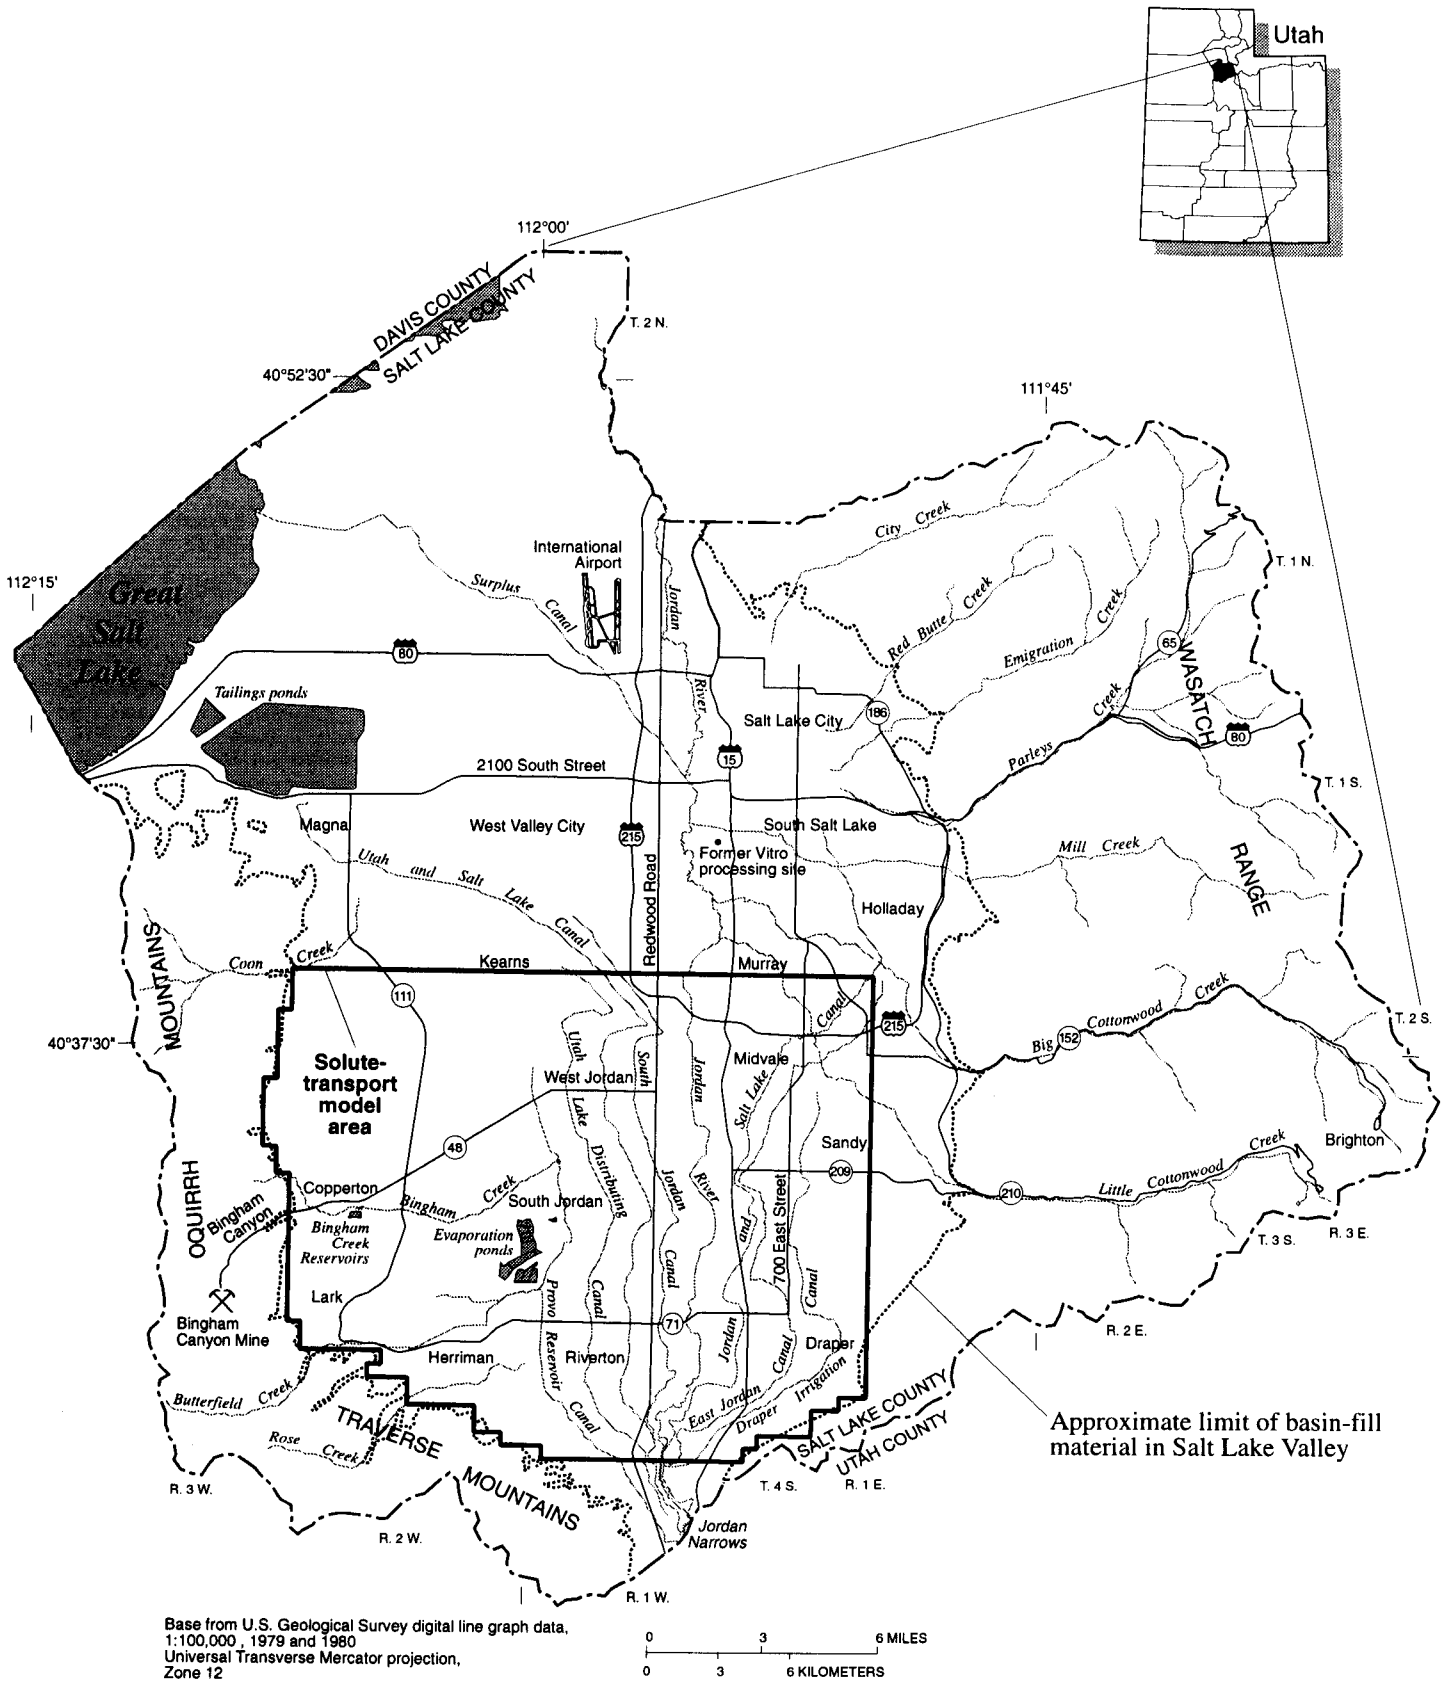 Utah
112°00'
DAVIS COUNTY
SALT LAKE COUNTY
T. 2 N.
40°52'30"
111°45'
City Creek
International
Airport
112°15'
Great
Salt
Lake
Surplus
Canal
Jordan
River
T. 1 N.
Red Butte Creek
Emigration Creek
65
WASATCH
RANGE
80
Tailings ponds
Salt Lake City
186
Parleys Creek
80
15
2100 South Street
T. 1 S.
Magna
West Valley City
215
South Salt Lake
Former Vitro
processing site
Mill Creek
Utah and Salt Lake Canal
Redwood Road
Holladay
OQUIRRH MOUNTAINS
Coon Creek
Kearns
Murray
111
Canal
215
Big Cottonwood Creek
152
T. 2 S.
40°37'30"
Solute-
transport
model
area
Utah
Lake
Distributing
Canal
South
Jordan
Canal
Jordan
River
Midvale
West Jordan
Salt Lake
and
Jordan
Canal
48
Sandy
209
Brighton
Little Cottonwood Creek
210
Copperton
Bingham Creek
South Jordan
Bingham
Canyon
Bingham
Creek
Reservoirs
Evaporation
ponds
700 East Street
Canal
R. 3 E.
T. 3 S.
Lark
Provo
Reservoir
Canal
Bingham
Canyon Mine
71
R. 2 E.
Herriman
Riverton
Draper
Butterfield Creek
East Jordan
Draper Irrigation
TRAVERSE
MOUNTAINS
Rose Creek
SALT LAKE COUNTY
UTAH COUNTY
Approximate limit of basin-fill
material in Salt Lake Valley
R. 3 W.
T. 4 S.
R. 1 E.
R. 2 W.
Jordan
Narrows
R. 1 W.
Base from U.S. Geological Survey digital line graph data,
1:100,000 , 1979 and 1980
Universal Transverse Mercator projection,
Zone 12
0 3 6 MILES
0 3 6 KILOMETERS